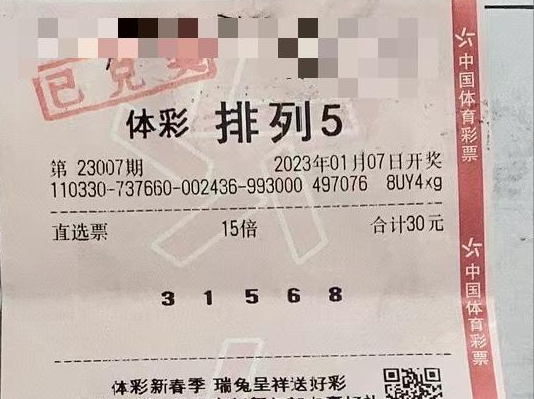 已兑奖
体彩 排列5
第 23007期 2023年01月07日开奖
110330-737660-002436-993000 497076 8UY4xg
直选票 15倍 合计30元
3 1 5 6 8
体彩新春季 瑞兔呈祥送好彩
中国体育彩票
中国体育彩票